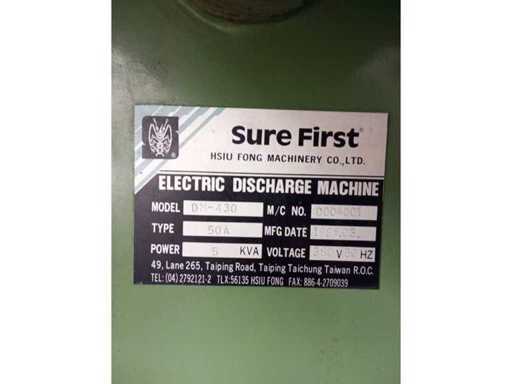 Sure First®
HSIU FONG MACHINERY CO.,LTD.
®
ELECTRIC DISCHARGE MACHINE
MODEL DM-430 M/C NO.
TYPE 50A MFG DATE
POWER 5 KVA VOLTAGE V HZ
49, Lane 265, Taiping Road, Taiping Taichung Taiwan R.O.C.
TEL: (04) 2792121-2 TLX:56135 HSIU FONG FAX: 886-4-2709039